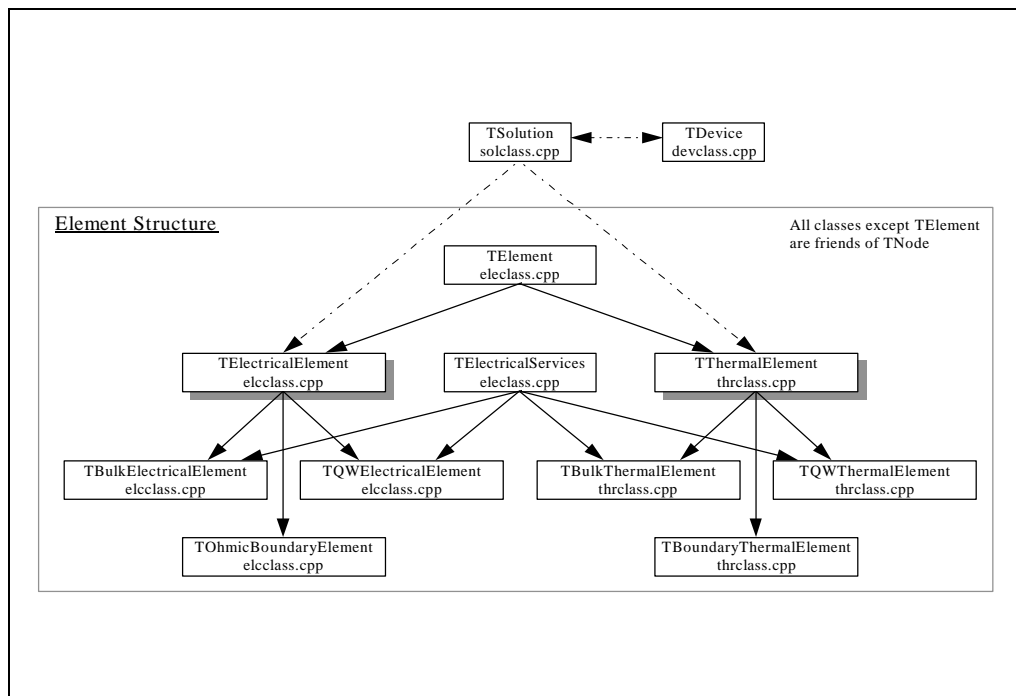 TSolution
solclass.cpp
TDevice
devclass.cpp
Element Structure
All classes except TElement
are friends of TNode
TElement
eleclass.cpp
TElectricalElement
elcclass.cpp
TElectricalServices
eleclass.cpp
TThermalElement
thrclass.cpp
TBulkElectricalElement
elcclass.cpp
TQWElectricalElement
elcclass.cpp
TBulkThermalElement
thrclass.cpp
TQWThermalElement
thrclass.cpp
TOhmicBoundaryElement
elcclass.cpp
TBoundaryThermalElement
thrclass.cpp